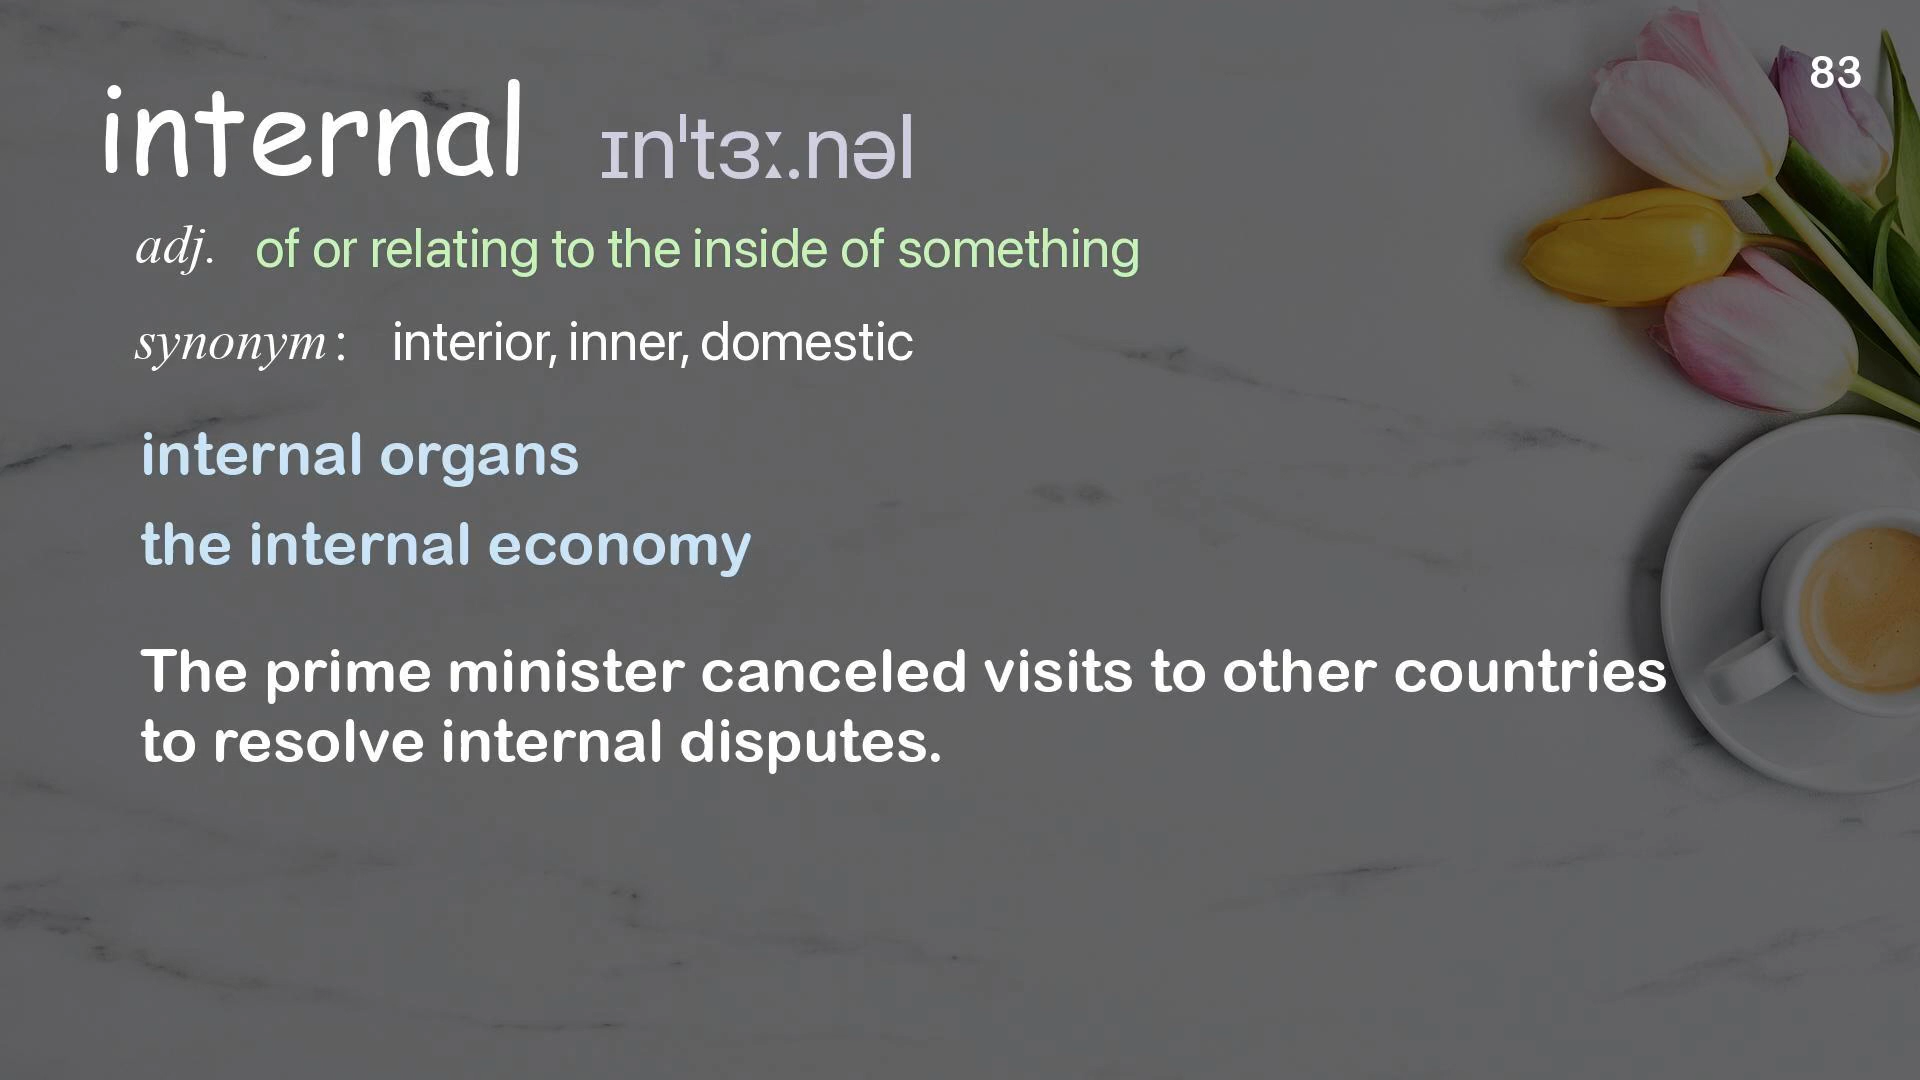 83
internal ɪnˈtɜː.nəl
adj. of or relating to the inside of something
synonym: interior, inner, domestic
internal organs
the internal economy
The prime minister canceled visits to other countries
to resolve internal disputes.